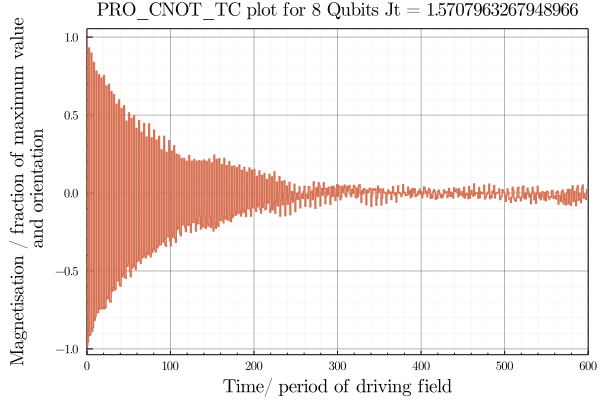 PRO_CNOT_TC plot for 8 Qubits Jt = 1.5707963267948966
Magnetisation / fraction of maximum value
and orientation
1.0
0.5
0.0
−0.5
−1.0
0 100 200 300 400 500 600
Time/ period of driving field